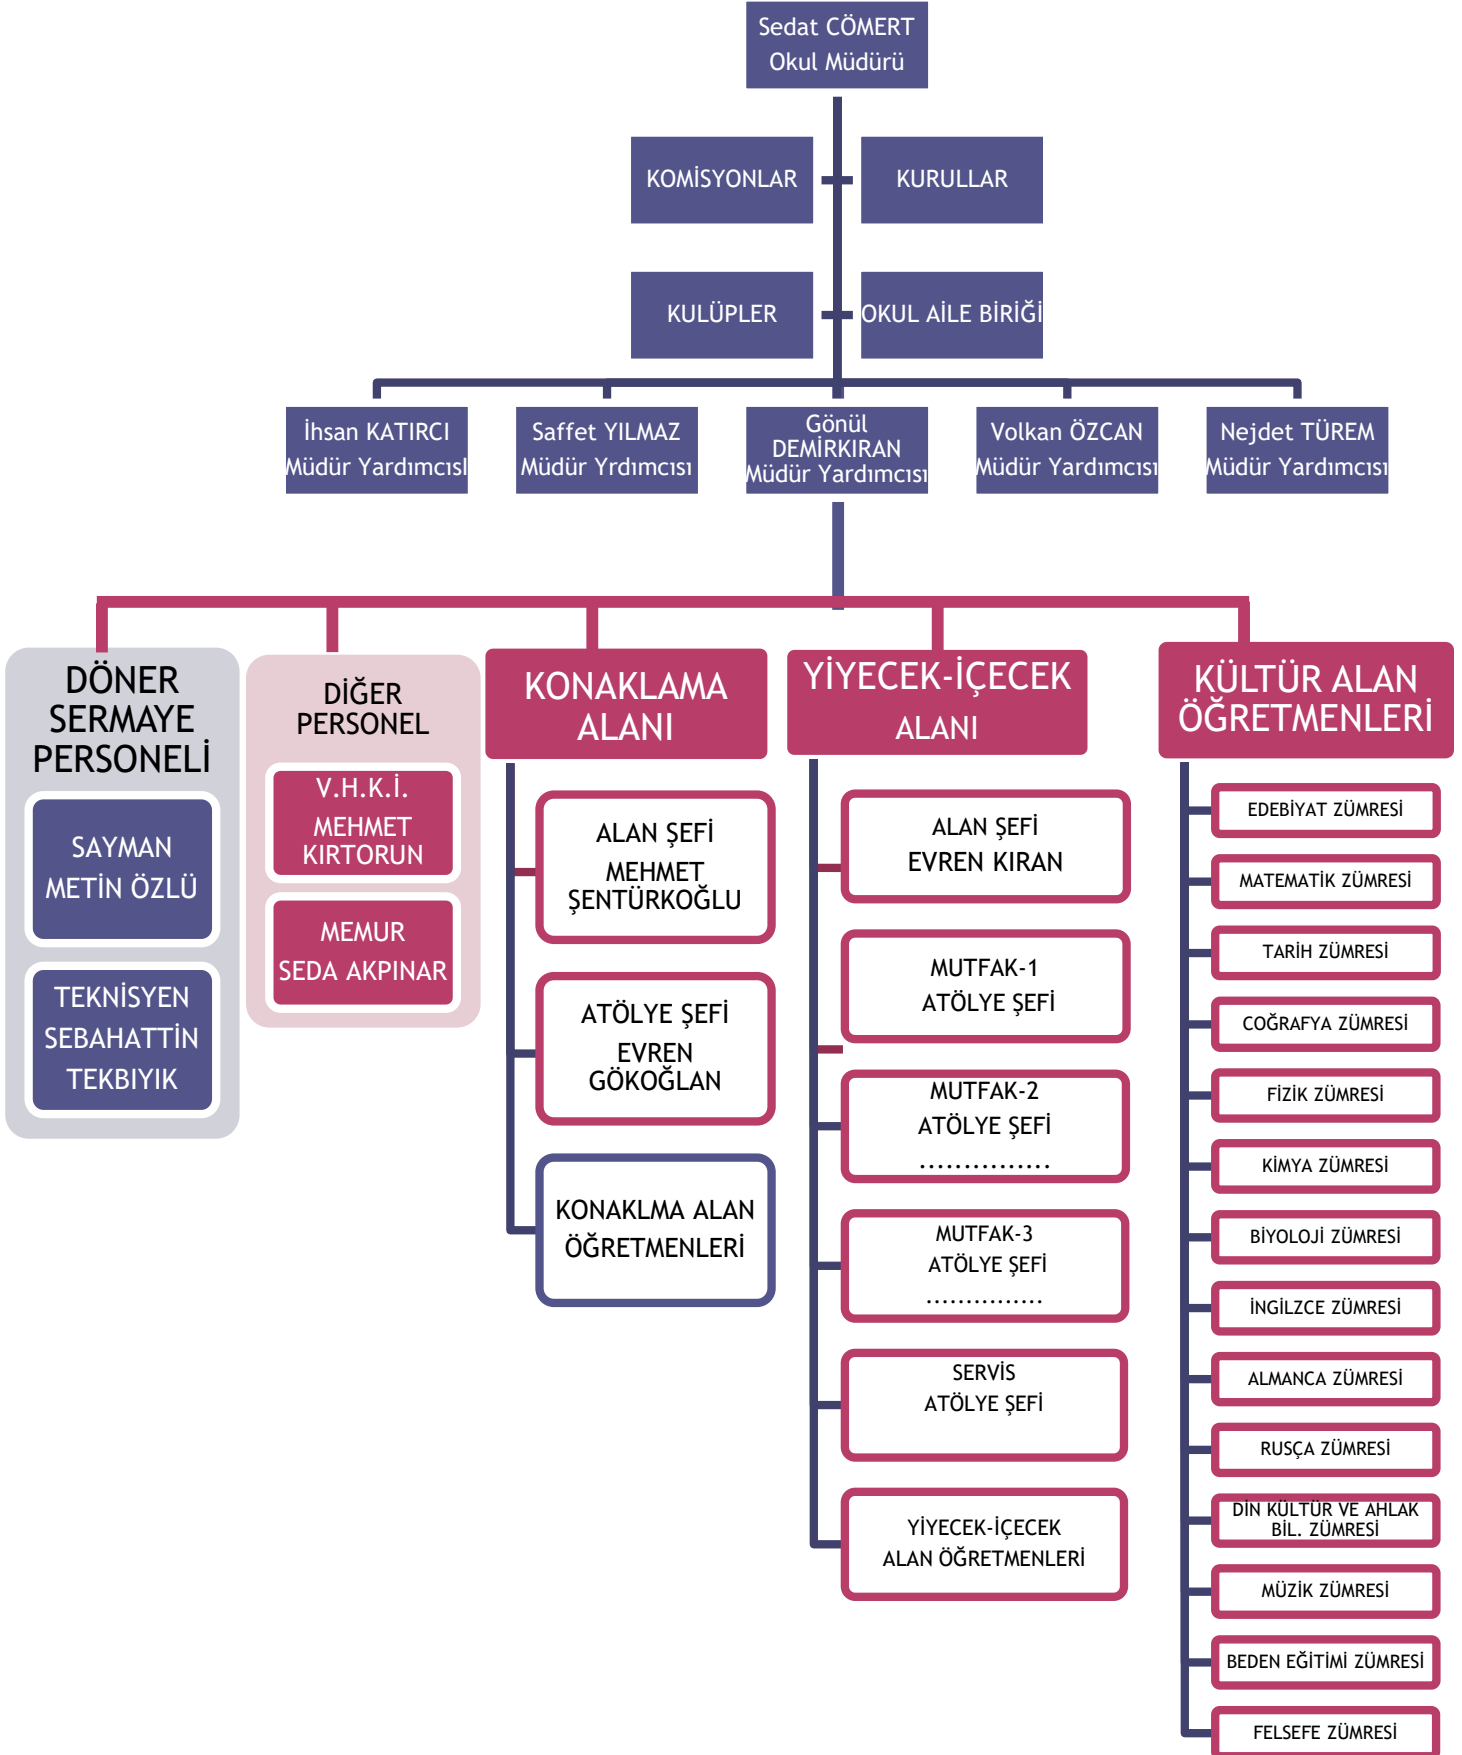 Sedat CÖMERT
Okul Müdürü
KOMİSYONLAR
KURULLAR
KULÜPLER
OKUL AİLE BİRİĞİ
İhsan KATIRCI
Müdür Yardımcısl
Saffet YILMAZ
Müdür Yrdımcısı
Gönül
DEMİRKIRAN
Müdür Yardımcısı
Volkan ÖZCAN
Müdür Yardımcısı
Nejdet TÜREM
Müdür Yardımcısı
DÖNER
SERMAYE
PERSONELİ
SAYMAN
METİN ÖZLÜ
TEKNİSYEN
SEBAHATTİN
TEKBIYIK
DİĞER
PERSONEL
V.H.K.İ.
MEHMET
KIRTORUN
MEMUR
SEDA AKPINAR
KONAKLAMA
ALANI
ALAN ŞEFİ
MEHMET
ŞENTÜRKOĞLU
ATÖLYE ŞEFİ
EVREN
GÖKOĞLAN
KONAKLMA ALAN
ÖĞRETMENLERİ
YİYECEK-İÇECEK
ALANI
ALAN ŞEFİ
EVREN KIRAN
MUTFAK-1
ATÖLYE ŞEFİ
MUTFAK-2
ATÖLYE ŞEFİ
...............
MUTFAK-3
ATÖLYE ŞEFİ
...............
SERVİS
ATÖLYE ŞEFİ
YİYECEK-İÇECEK
ALAN ÖĞRETMENLERİ
KÜLTÜR ALAN
ÖĞRETMENLERİ
EDEBİYAT ZÜMRESİ
MATEMATİK ZÜMRESİ
TARİH ZÜMRESİ
COĞRAFYA ZÜMRESİ
FİZİK ZÜMRESİ
KİMYA ZÜMRESİ
BİYOLOJİ ZÜMRESİ
İNGİLZCE ZÜMRESİ
ALMANCA ZÜMRESİ
RUSÇA ZÜMRESİ
DİN KÜLTÜR VE AHLAK
BİL. ZÜMRESİ
MÜZİK ZÜMRESİ
BEDEN EĞİTİMİ ZÜMRESİ
FELSEFE ZÜMRESİ